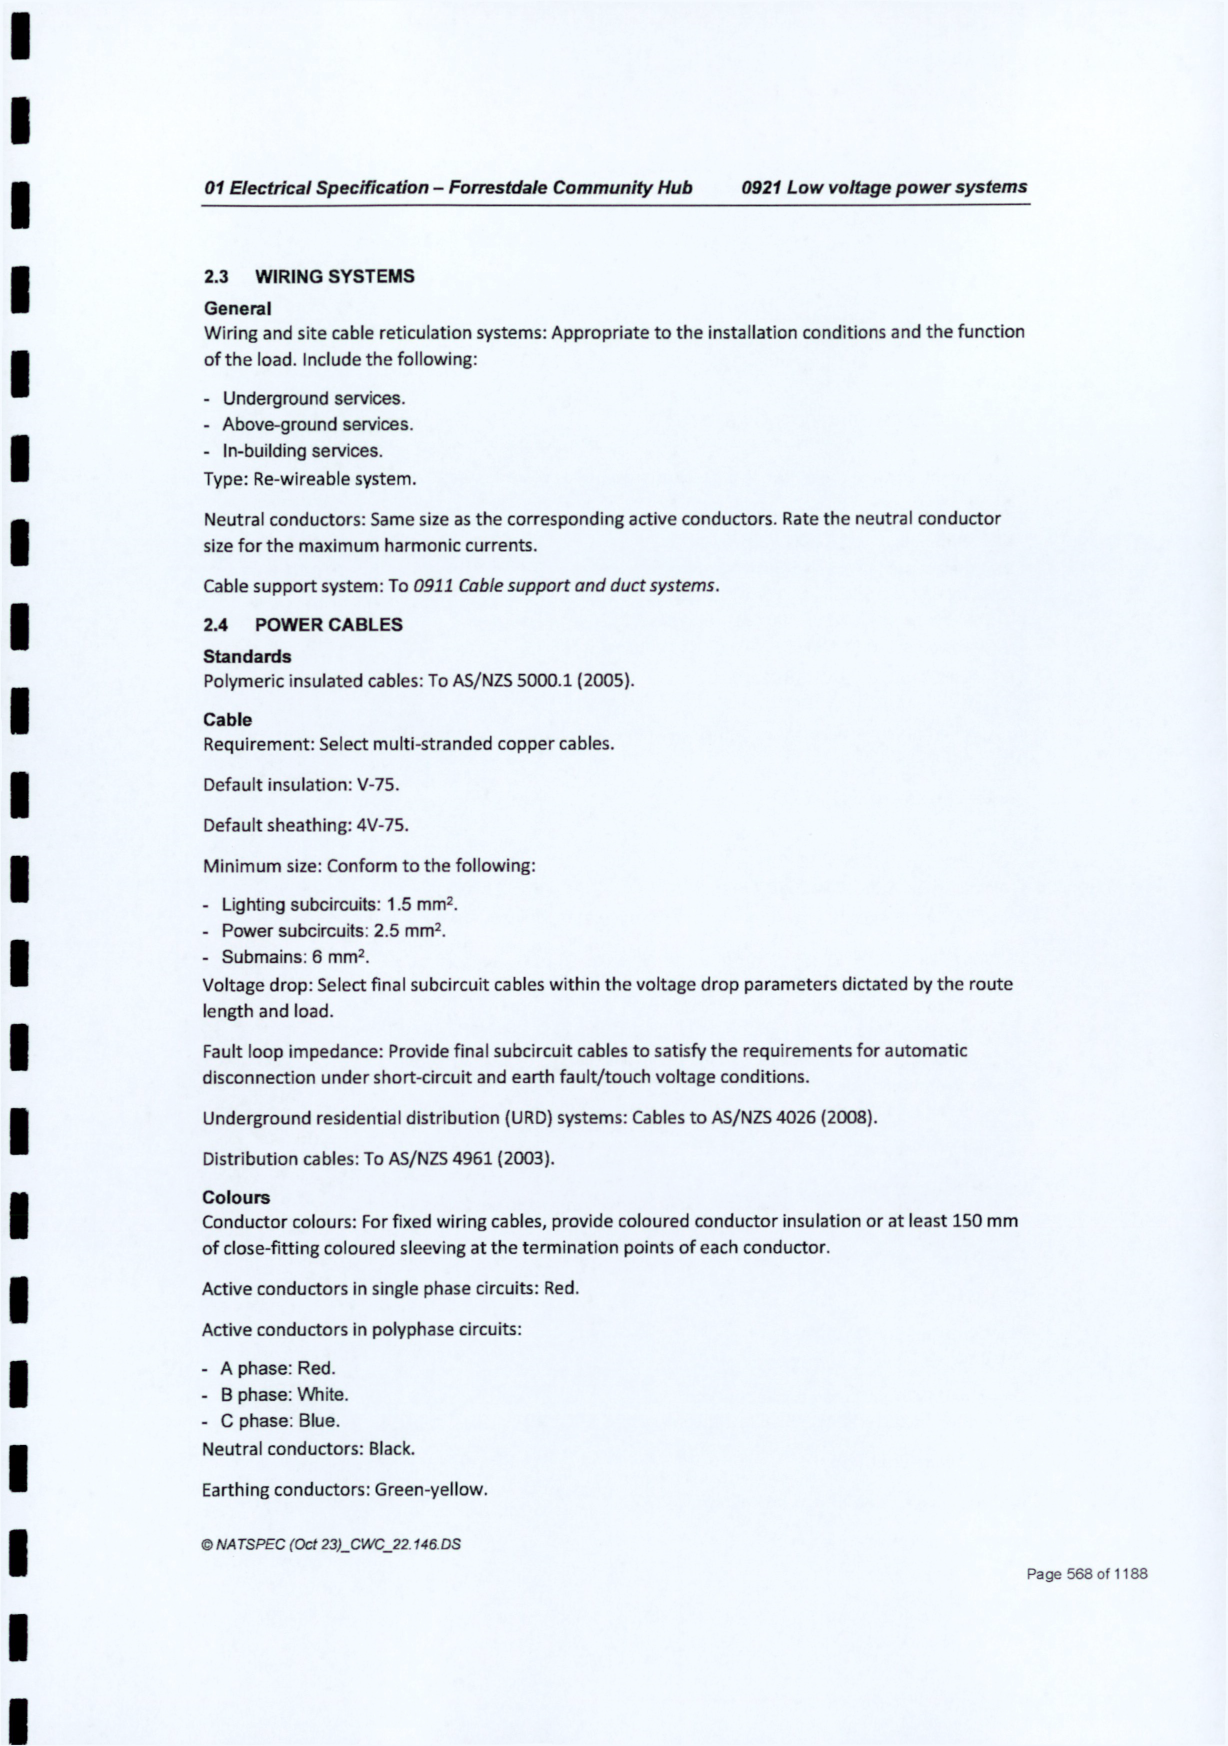 01 Electrical Specification – Forrestdale Community Hub 0921 Low voltage power systems
2.3 WIRING SYSTEMS
General
Wiring and site cable reticulation systems: Appropriate to the installation conditions and the function
of the load. Include the following:
- Underground services.
- Above-ground services.
- In-building services.
Type: Re-wireable system.
Neutral conductors: Same size as the corresponding active conductors. Rate the neutral conductor
size for the maximum harmonic currents.
Cable support system: To 0911 Cable support and duct systems.
2.4 POWER CABLES
Standards
Polymeric insulated cables: To AS/NZS 5000.1 (2005).
Cable
Requirement: Select multi-stranded copper cables.
Default insulation: V-75.
Default sheathing: 4V-75.
Minimum size: Conform to the following:
- Lighting subcircuits: 1.5 mm².
- Power subcircuits: 2.5 mm².
- Submains: 6 mm².
Voltage drop: Select final subcircuit cables within the voltage drop parameters dictated by the route
length and load.
Fault loop impedance: Provide final subcircuit cables to satisfy the requirements for automatic
disconnection under short-circuit and earth fault/touch voltage conditions.
Underground residential distribution (URD) systems: Cables to AS/NZS 4026 (2008).
Distribution cables: To AS/NZS 4961 (2003).
Colours
Conductor colours: For fixed wiring cables, provide coloured conductor insulation or at least 150 mm
of close-fitting coloured sleeving at the termination points of each conductor.
Active conductors in single phase circuits: Red.
Active conductors in polyphase circuits:
- A phase: Red.
- B phase: White.
- C phase: Blue.
Neutral conductors: Black.
Earthing conductors: Green-yellow.
© NATSPEC (Oct 23)_CWC_22.146.DS
Page 568 of 1188